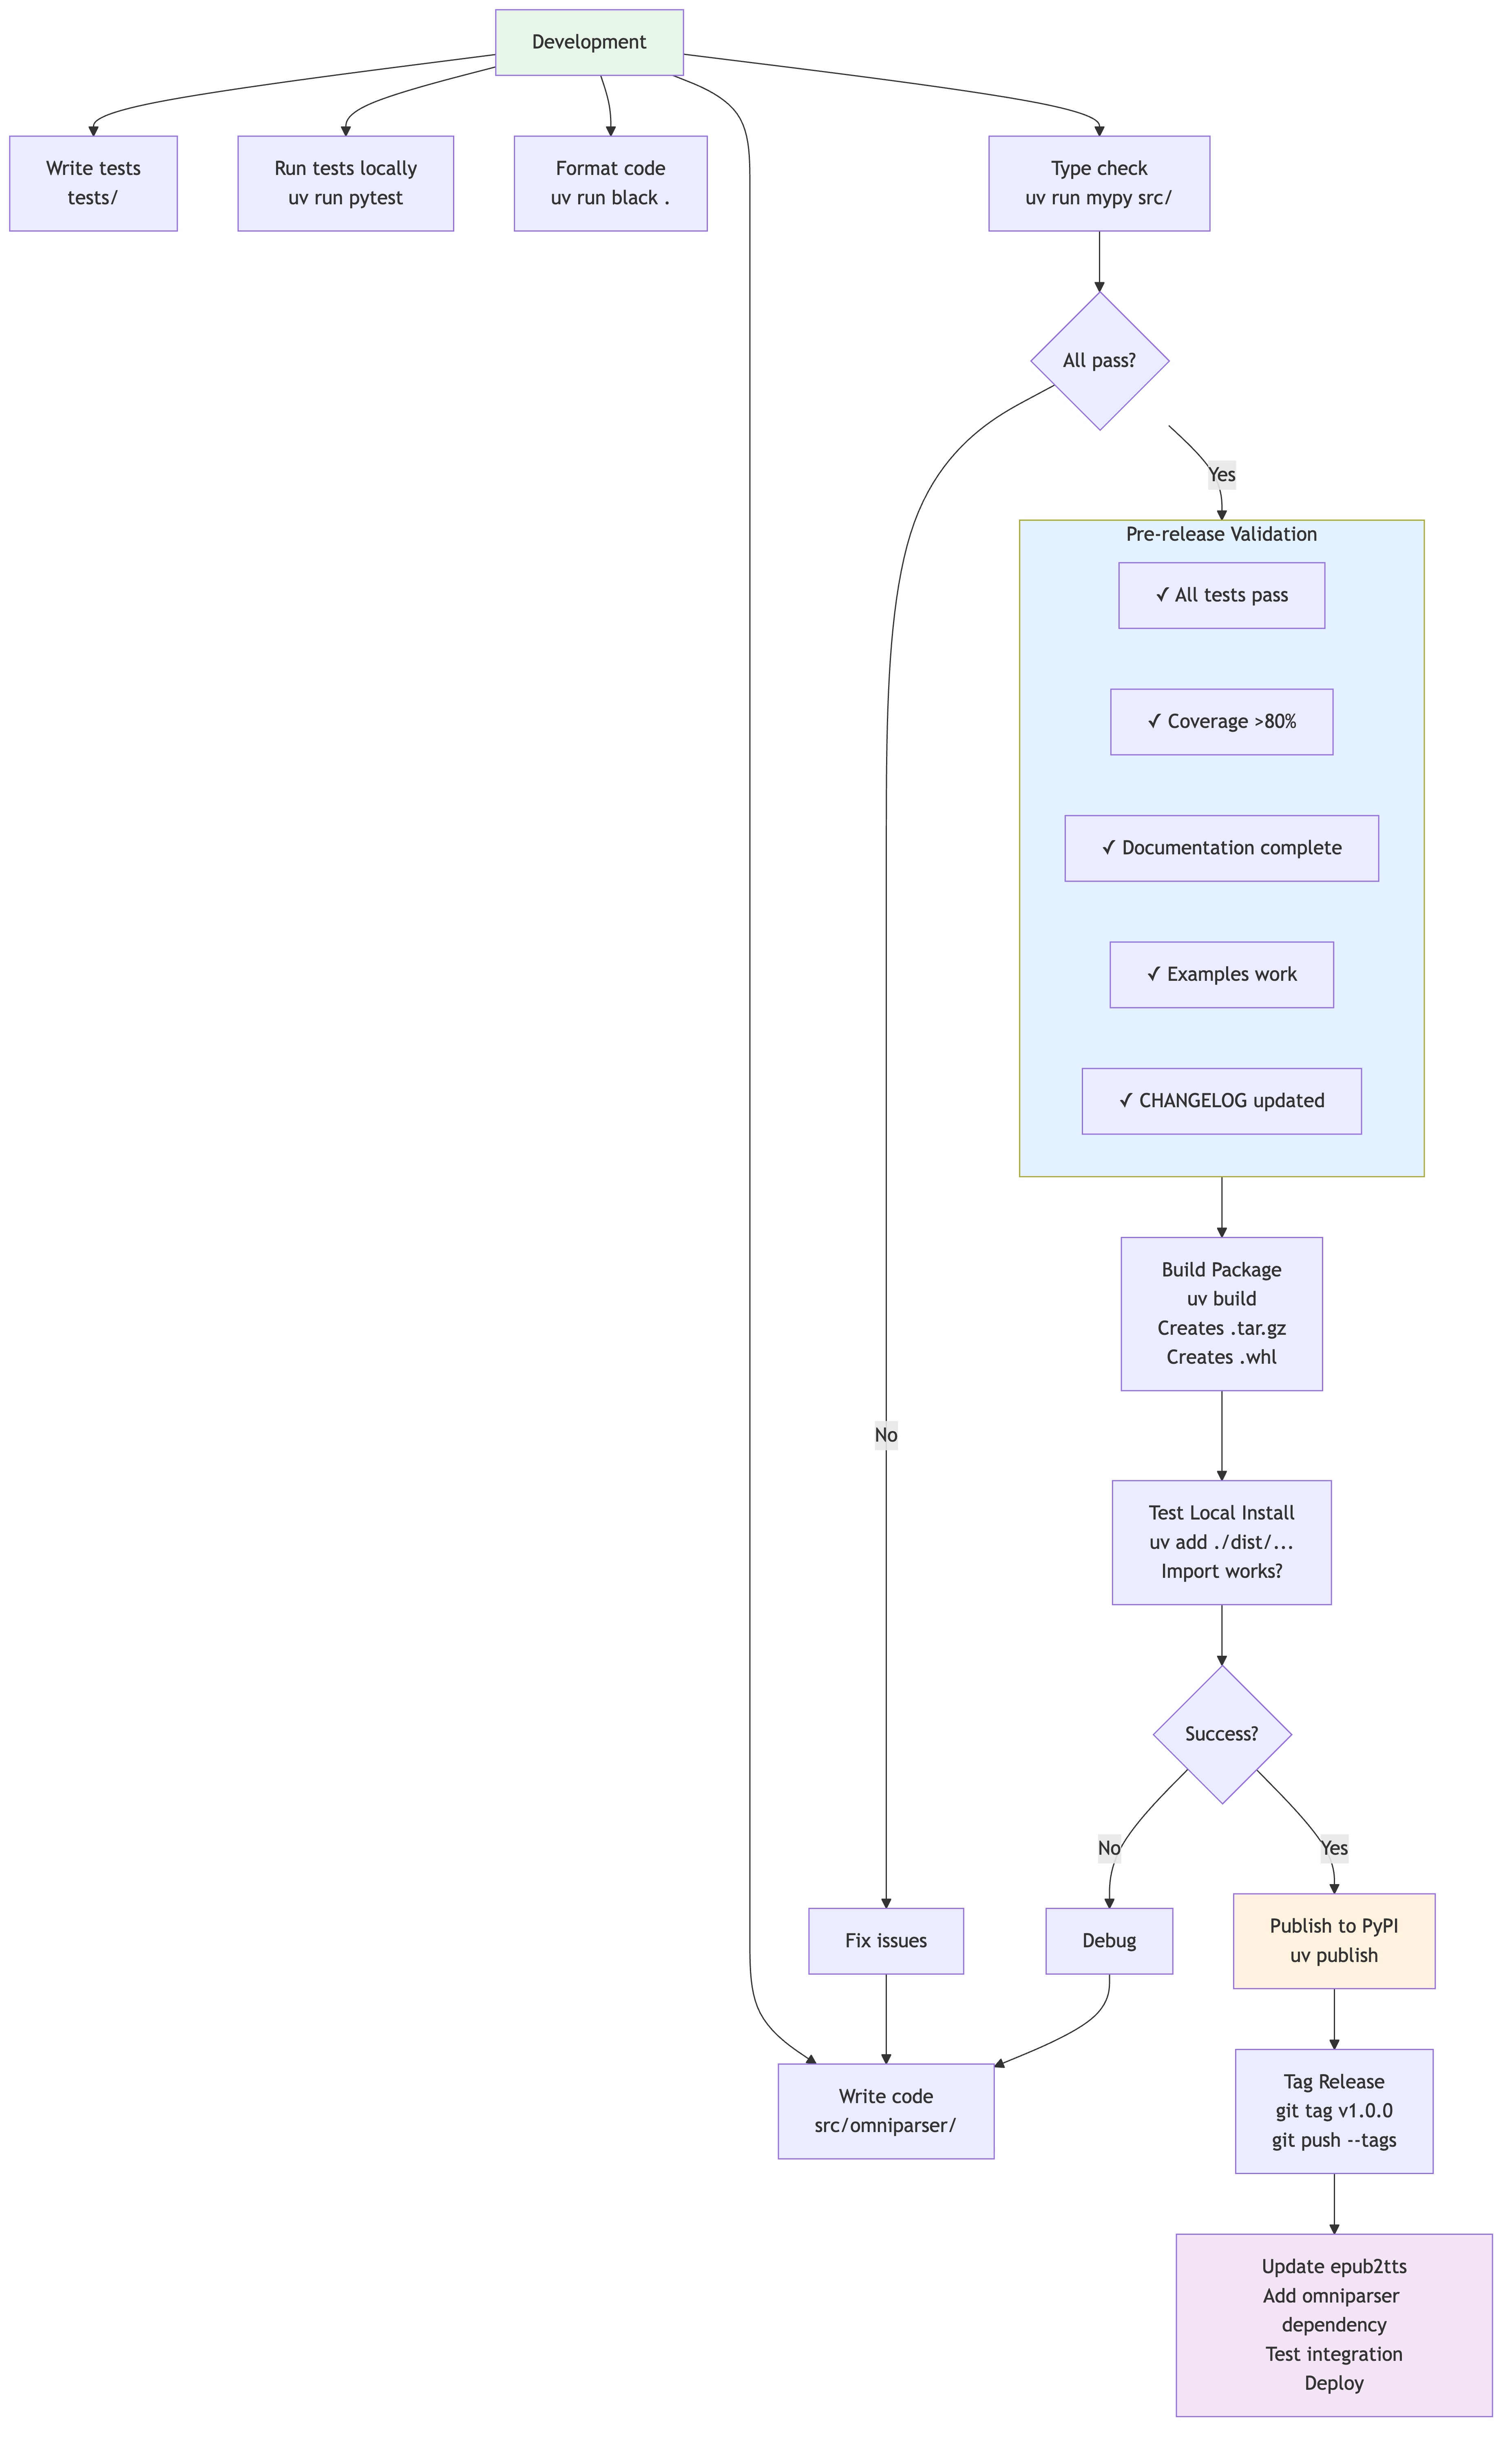 Development
Write tests
tests/
Run tests locally
uv run pytest
Format code
uv run black .
Type check
uv run mypy src/
All pass?
Yes
Pre-release Validation
✓ All tests pass
✓ Coverage >80%
✓ Documentation complete
✓ Examples work
✓ CHANGELOG updated
Build Package
uv build
Creates .tar.gz
Creates .whl
No
Test Local Install
uv add ./dist/...
Import works?
Success?
No
Yes
Fix issues
Debug
Publish to PyPI
uv publish
Write code
src/omniparser/
Tag Release
git tag v1.0.0
git push --tags
Update epub2tts
Add omniparser
dependency
Test integration
Deploy